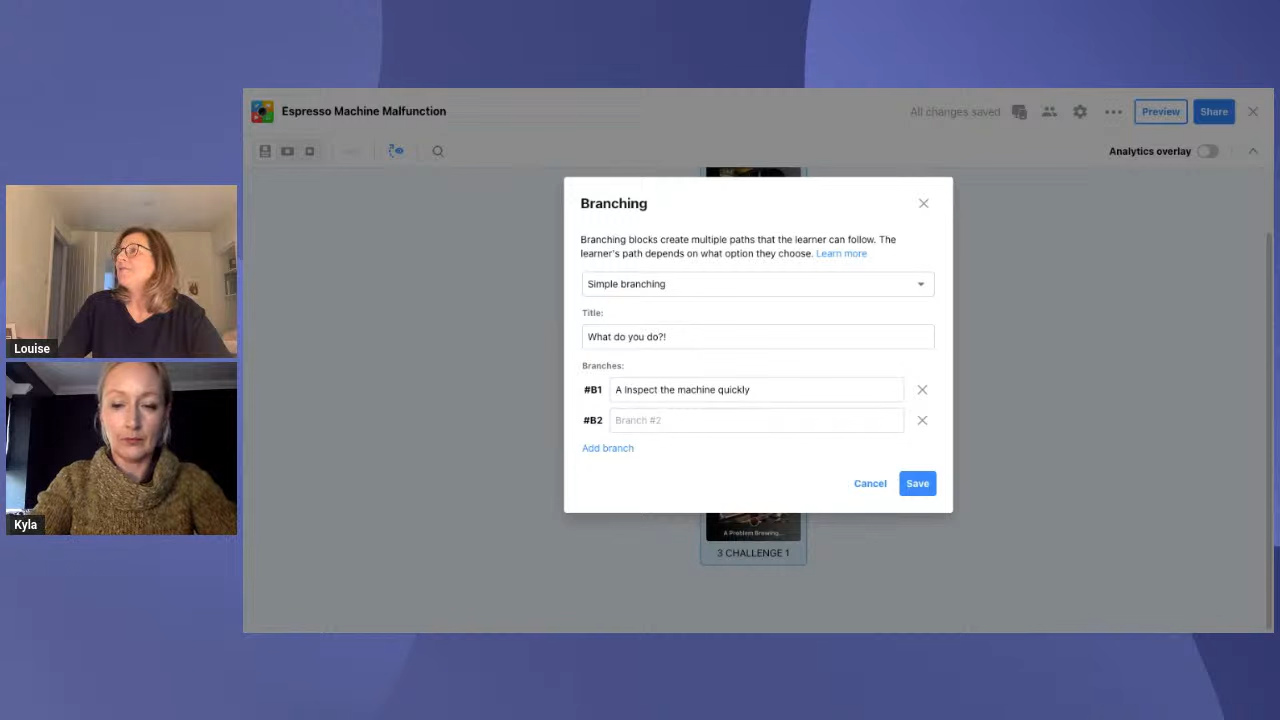 Espresso Machine Malfunction
All changes saved
Preview
Share
Analytics overlay
Branching
Branching blocks create multiple paths that the learner can follow. The
learner's path depends on what option they choose. Learn more
Simple branching
Title:
What do you do?!
Branches:
#B1 A Inspect the machine quickly
#B2 Branch #2
Add branch
Cancel
Save
A Problem Brewing...
3 CHALLENGE 1
Louise
Kyla